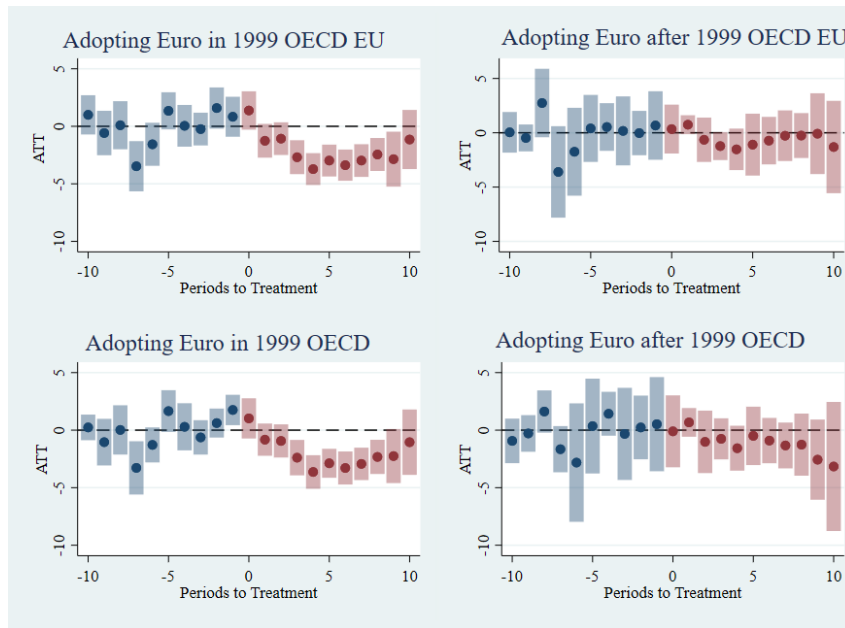 Adopting Euro in 1999 OECD EU
ATT
5
0
-5
-10
-10 -5 0 5 10
Periods to Treatment
Adopting Euro after 1999 OECD EU
ATT
5
0
-5
-10
-10 -5 0 5 10
Periods to Treatment
Adopting Euro in 1999 OECD
ATT
5
0
-5
-10
-10 -5 0 5 10
Periods to Treatment
Adopting Euro after 1999 OECD
ATT
5
0
-5
-10
-10 -5 0 5 10
Periods to Treatment